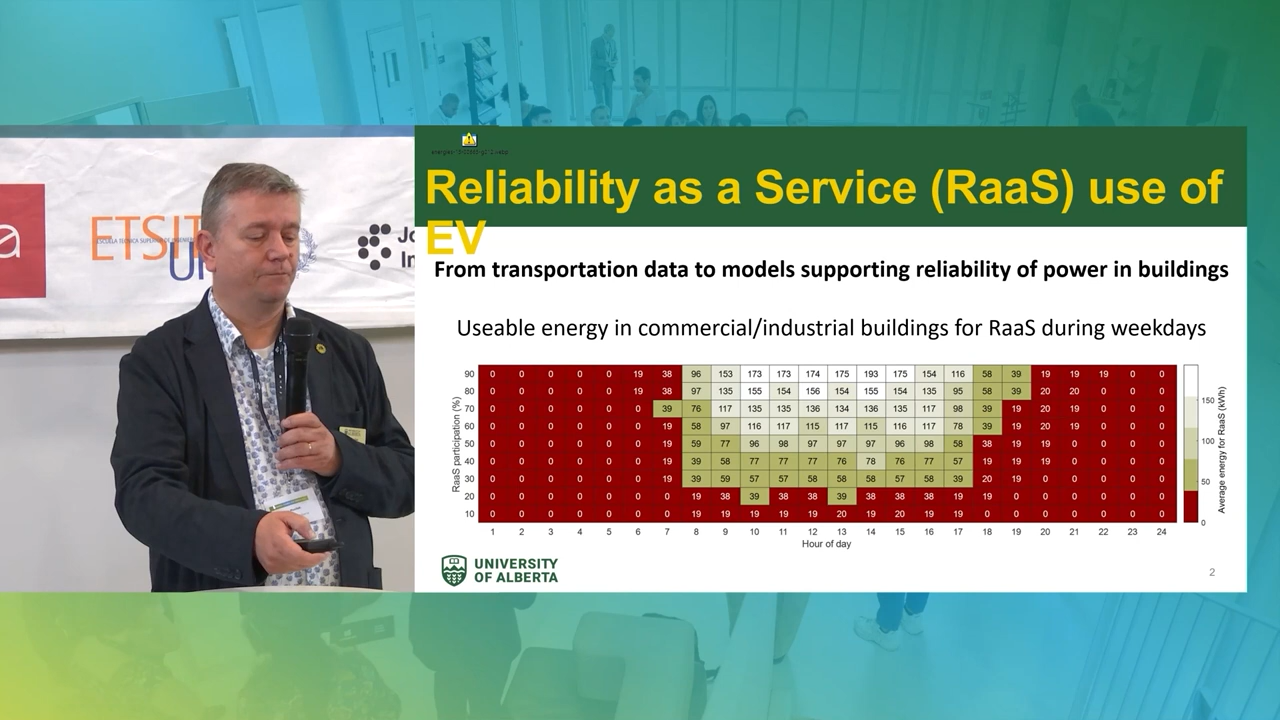 a
ETSIT
UP
Jo
In
Reliability as a Service (RaaS) use of
EV
From transportation data to models supporting reliability of power in buildings
Useable energy in commercial/industrial buildings for RaaS during weekdays
RaaS participation (%)
90 0 0 0 0 0 19 38 96 153 173 173 174 175 193 175 154 116 58 39 19 19 19 0 0
80 0 0 0 0 0 19 38 97 135 155 154 156 154 155 154 135 95 58 39 20 20 0 0 0
70 0 0 0 0 0 0 39 76 117 135 135 136 134 136 135 117 98 39 19 20 19 0 0 0
60 0 0 0 0 0 0 19 58 97 116 117 115 117 115 116 117 78 39 19 20 19 0 0 0
50 0 0 0 0 0 0 19 59 77 96 98 97 97 97 96 98 58 38 19 19 0 0 0 0
40 0 0 0 0 0 0 19 39 58 77 77 77 76 78 76 77 57 19 19 19 0 0 0 0
30 0 0 0 0 0 0 19 39 59 57 57 58 58 58 57 58 39 20 19 0 0 0 0 0
20 0 0 0 0 0 0 0 19 38 39 38 38 39 38 38 38 19 19 0 0 0 0 0 0
10 0 0 0 0 0 0 0 19 19 19 19 19 20 19 20 19 19 0 0 0 0 0 0 0
1 2 3 4 5 6 7 8 9 10 11 12 13 14 15 16 17 18 19 20 21 22 23 24
Hour of day
150
100
50
0
Average energy for RaaS (kWh)
UNIVERSITY
OF ALBERTA
2